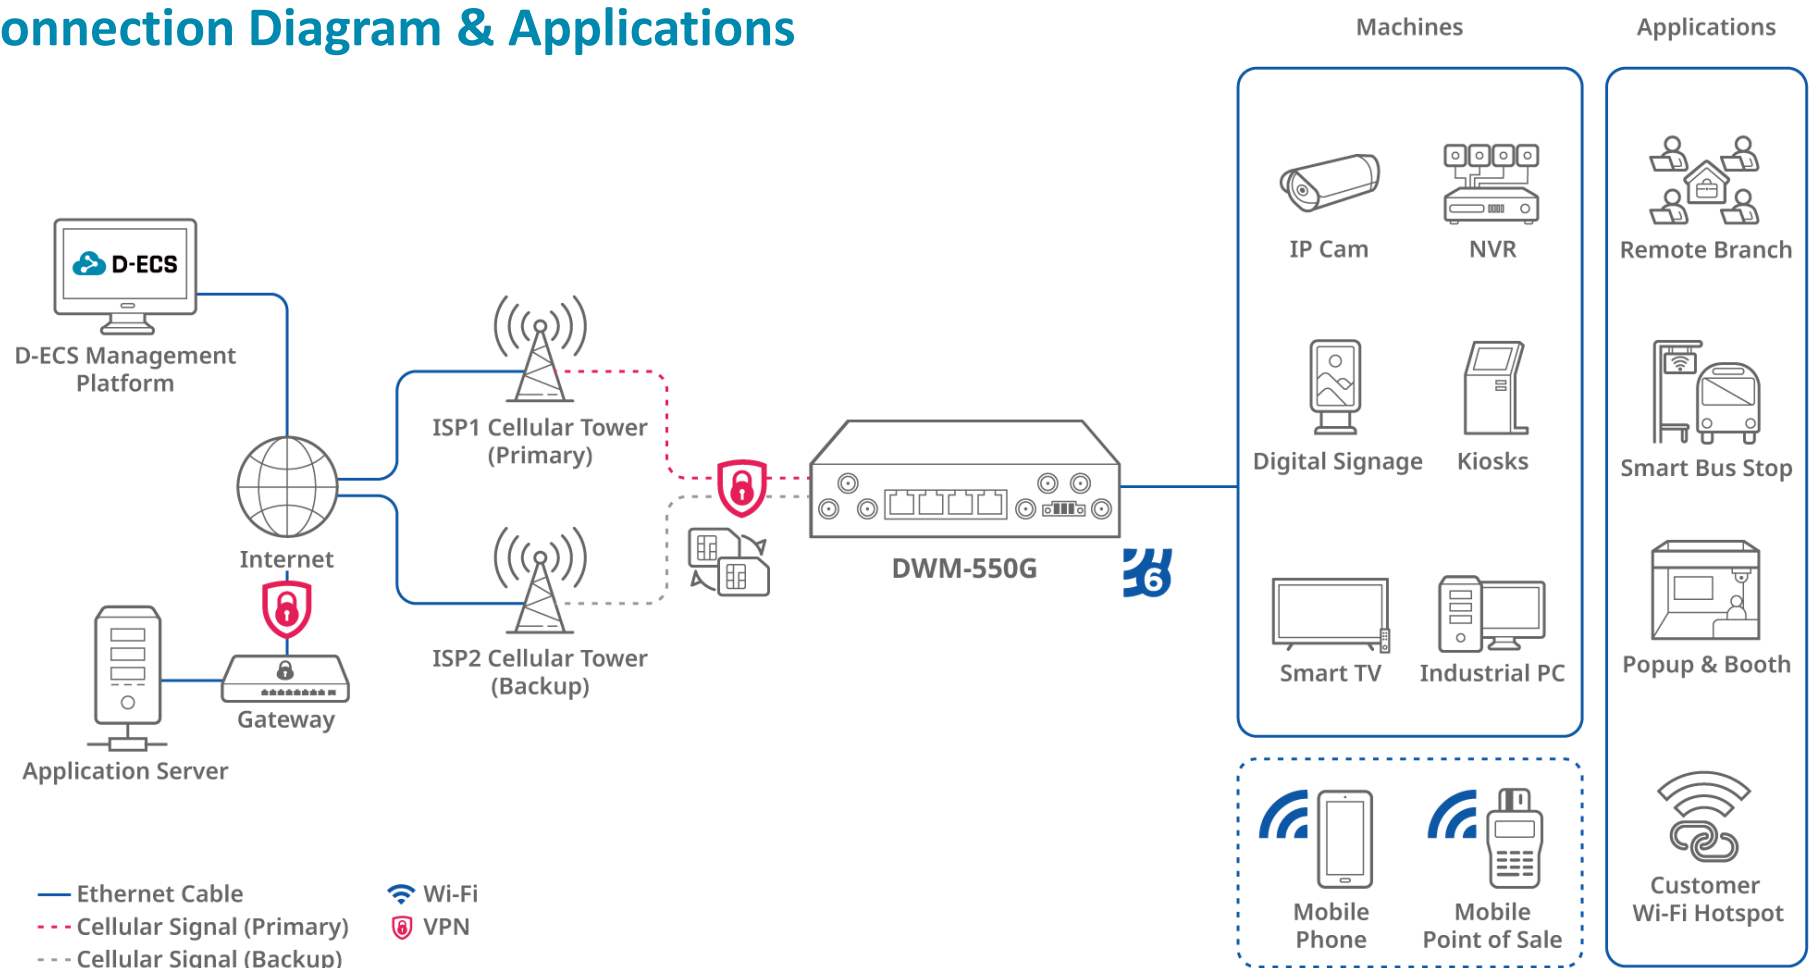 onnection Diagram & Applications
Machines
Applications
IP Cam
NVR
Remote Branch
D-ECS
D-ECS Management
Platform
ISP1 Cellular Tower
(Primary)
Digital Signage
Kiosks
Smart Bus Stop
Internet
DWM-550G
6
ISP2 Cellular Tower
(Backup)
Smart TV
Industrial PC
Popup & Booth
Gateway
Application Server
Mobile
Phone
Mobile
Point of Sale
Customer
Wi-Fi Hotspot
Ethernet Cable
Wi-Fi
Cellular Signal (Primary)
VPN
Cellular Signal (Backup)